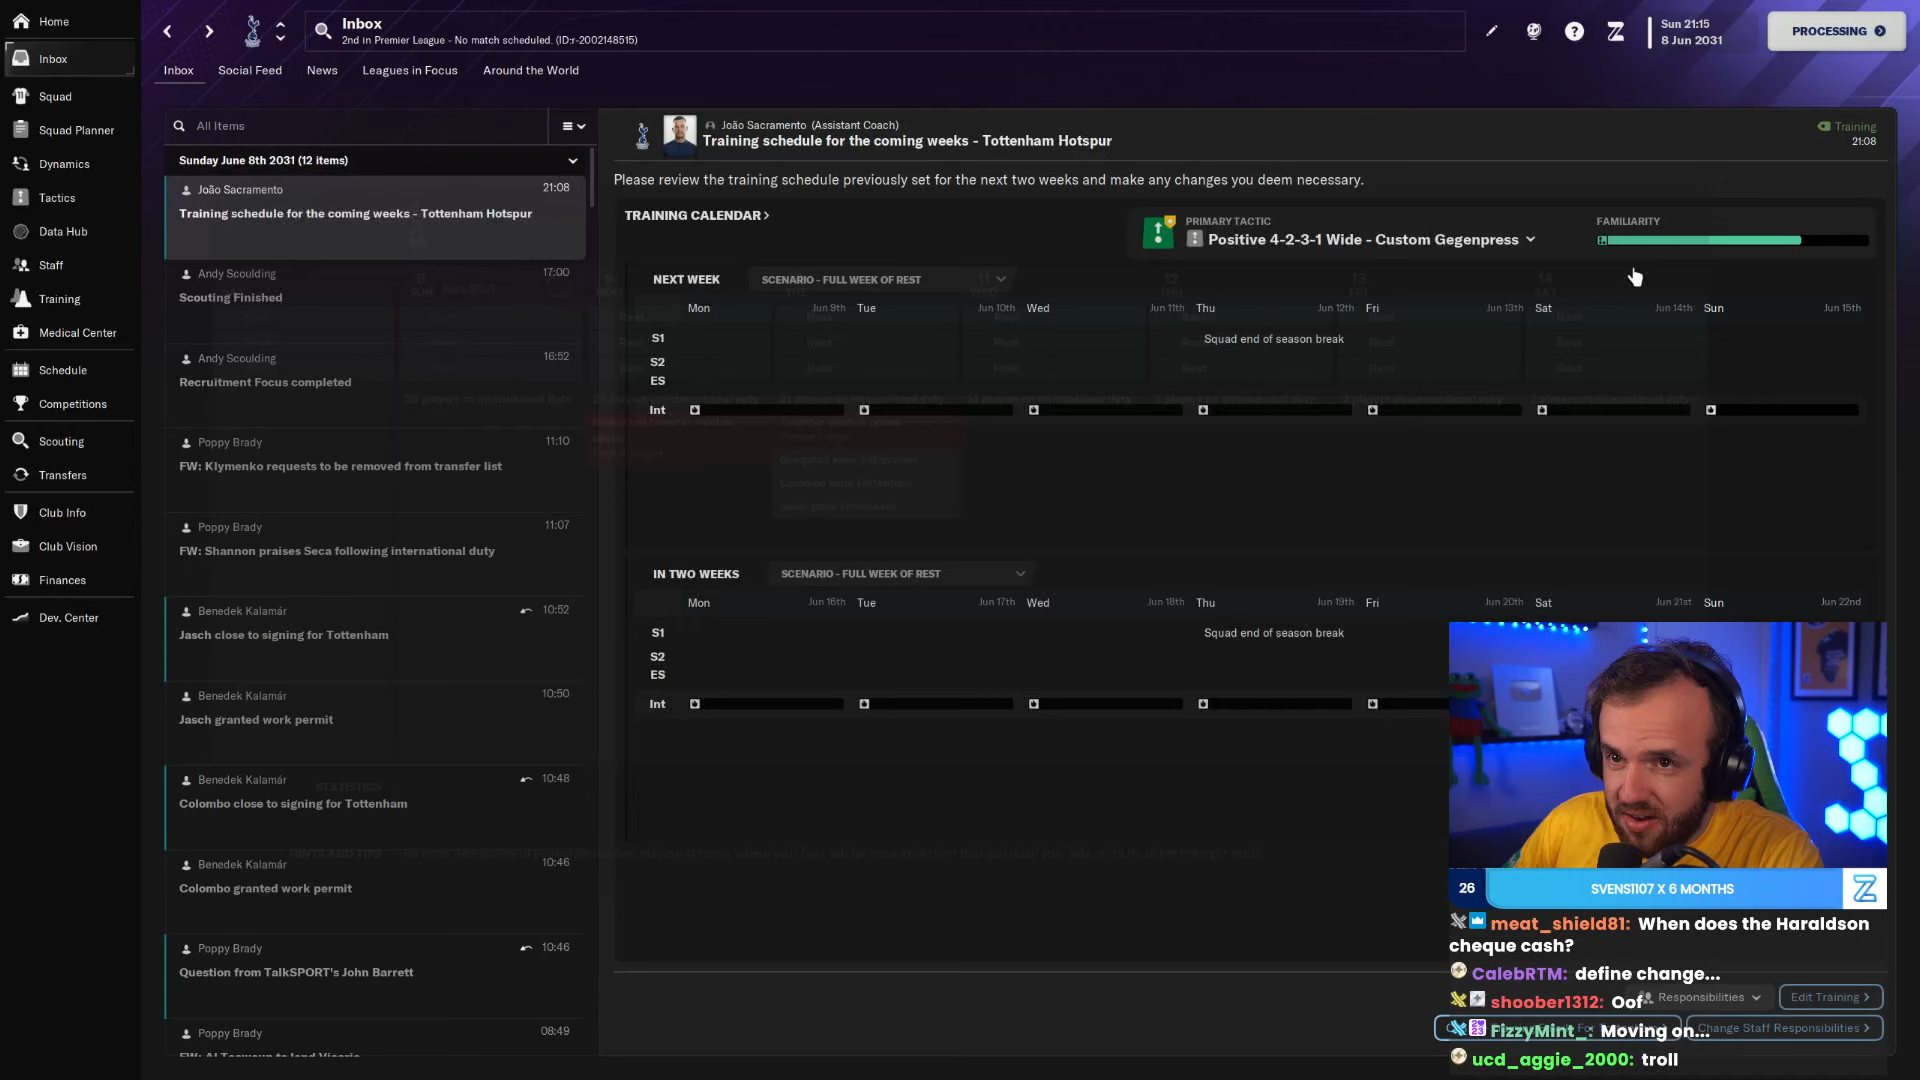 Home
Inbox
Squad
Squad Planner
Dynamics
Tactics
Data Hub
Staff
Training
Medical Center
Schedule
Competitions
Scouting
Transfers
Club Info
Club Vision
Finances
Dev. Center
Inbox
2nd in Premier League - No match scheduled. (ID:r-2002148515)
Sun 21:15
8 Jun 2031
PROCESSING
Inbox Social Feed News Leagues in Focus Around the World
All Items
Sunday June 8th 2031 (12 items)
João Sacramento 21:08
Training schedule for the coming weeks - Tottenham Hotspur
Andy Scoulding 17:00
Scouting Finished
Andy Scoulding 16:52
Recruitment Focus completed
Poppy Brady 11:10
FW: Klymenko requests to be removed from transfer list
Poppy Brady 11:07
FW: Shannon praises Seca following international duty
Benedek Kalamár 10:52
Jasch close to signing for Tottenham
Benedek Kalamár 10:50
Jasch granted work permit
Benedek Kalamár 10:48
Colombo close to signing for Tottenham
Benedek Kalamár 10:46
Colombo granted work permit
Poppy Brady 10:46
Question from TalkSPORT's John Barrett
Poppy Brady 08:49
João Sacramento (Assistant Coach)
Training schedule for the coming weeks - Tottenham Hotspur
Training
21:08
Please review the training schedule previously set for the next two weeks and make any changes you deem necessary.
TRAINING CALENDAR
PRIMARY TACTIC
Positive 4-2-3-1 Wide - Custom Gegenpress
FAMILIARITY
NEXT WEEK SCENARIO - FULL WEEK OF REST
Mon Jun 9th Tue Jun 10th Wed Jun 11th Thu Jun 12th Fri Jun 13th Sat Jun 14th Sun Jun 15th
S1 Squad end of season break
S2
ES
Int
IN TWO WEEKS SCENARIO - FULL WEEK OF REST
Mon Jun 16th Tue Jun 17th Wed Jun 18th Thu Jun 19th Fri Jun 20th Sat Jun 21st Sun Jun 22nd
S1 Squad end of season break
S2
ES
Int
26 SVENS1107 X 6 MONTHS
meat_shield81: When does the Haraldson
cheque cash?
CalebRTM: define change...
shoober1312: Oof
Responsibilities Edit Training
FizzyMint_: Moving on...
Change Staff Responsibilities
ucd_aggie_2000: troll